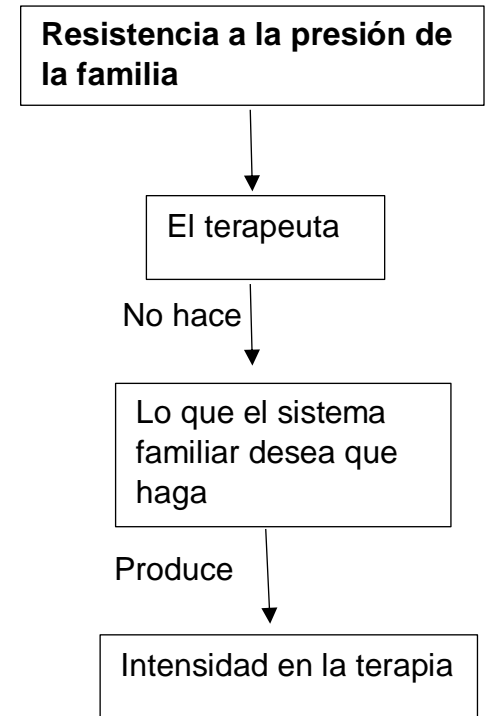 Resistencia a la presión de
la familia
El terapeuta
No hace
Lo que el sistema
familiar desea que
haga
Produce
Intensidad en la terapia